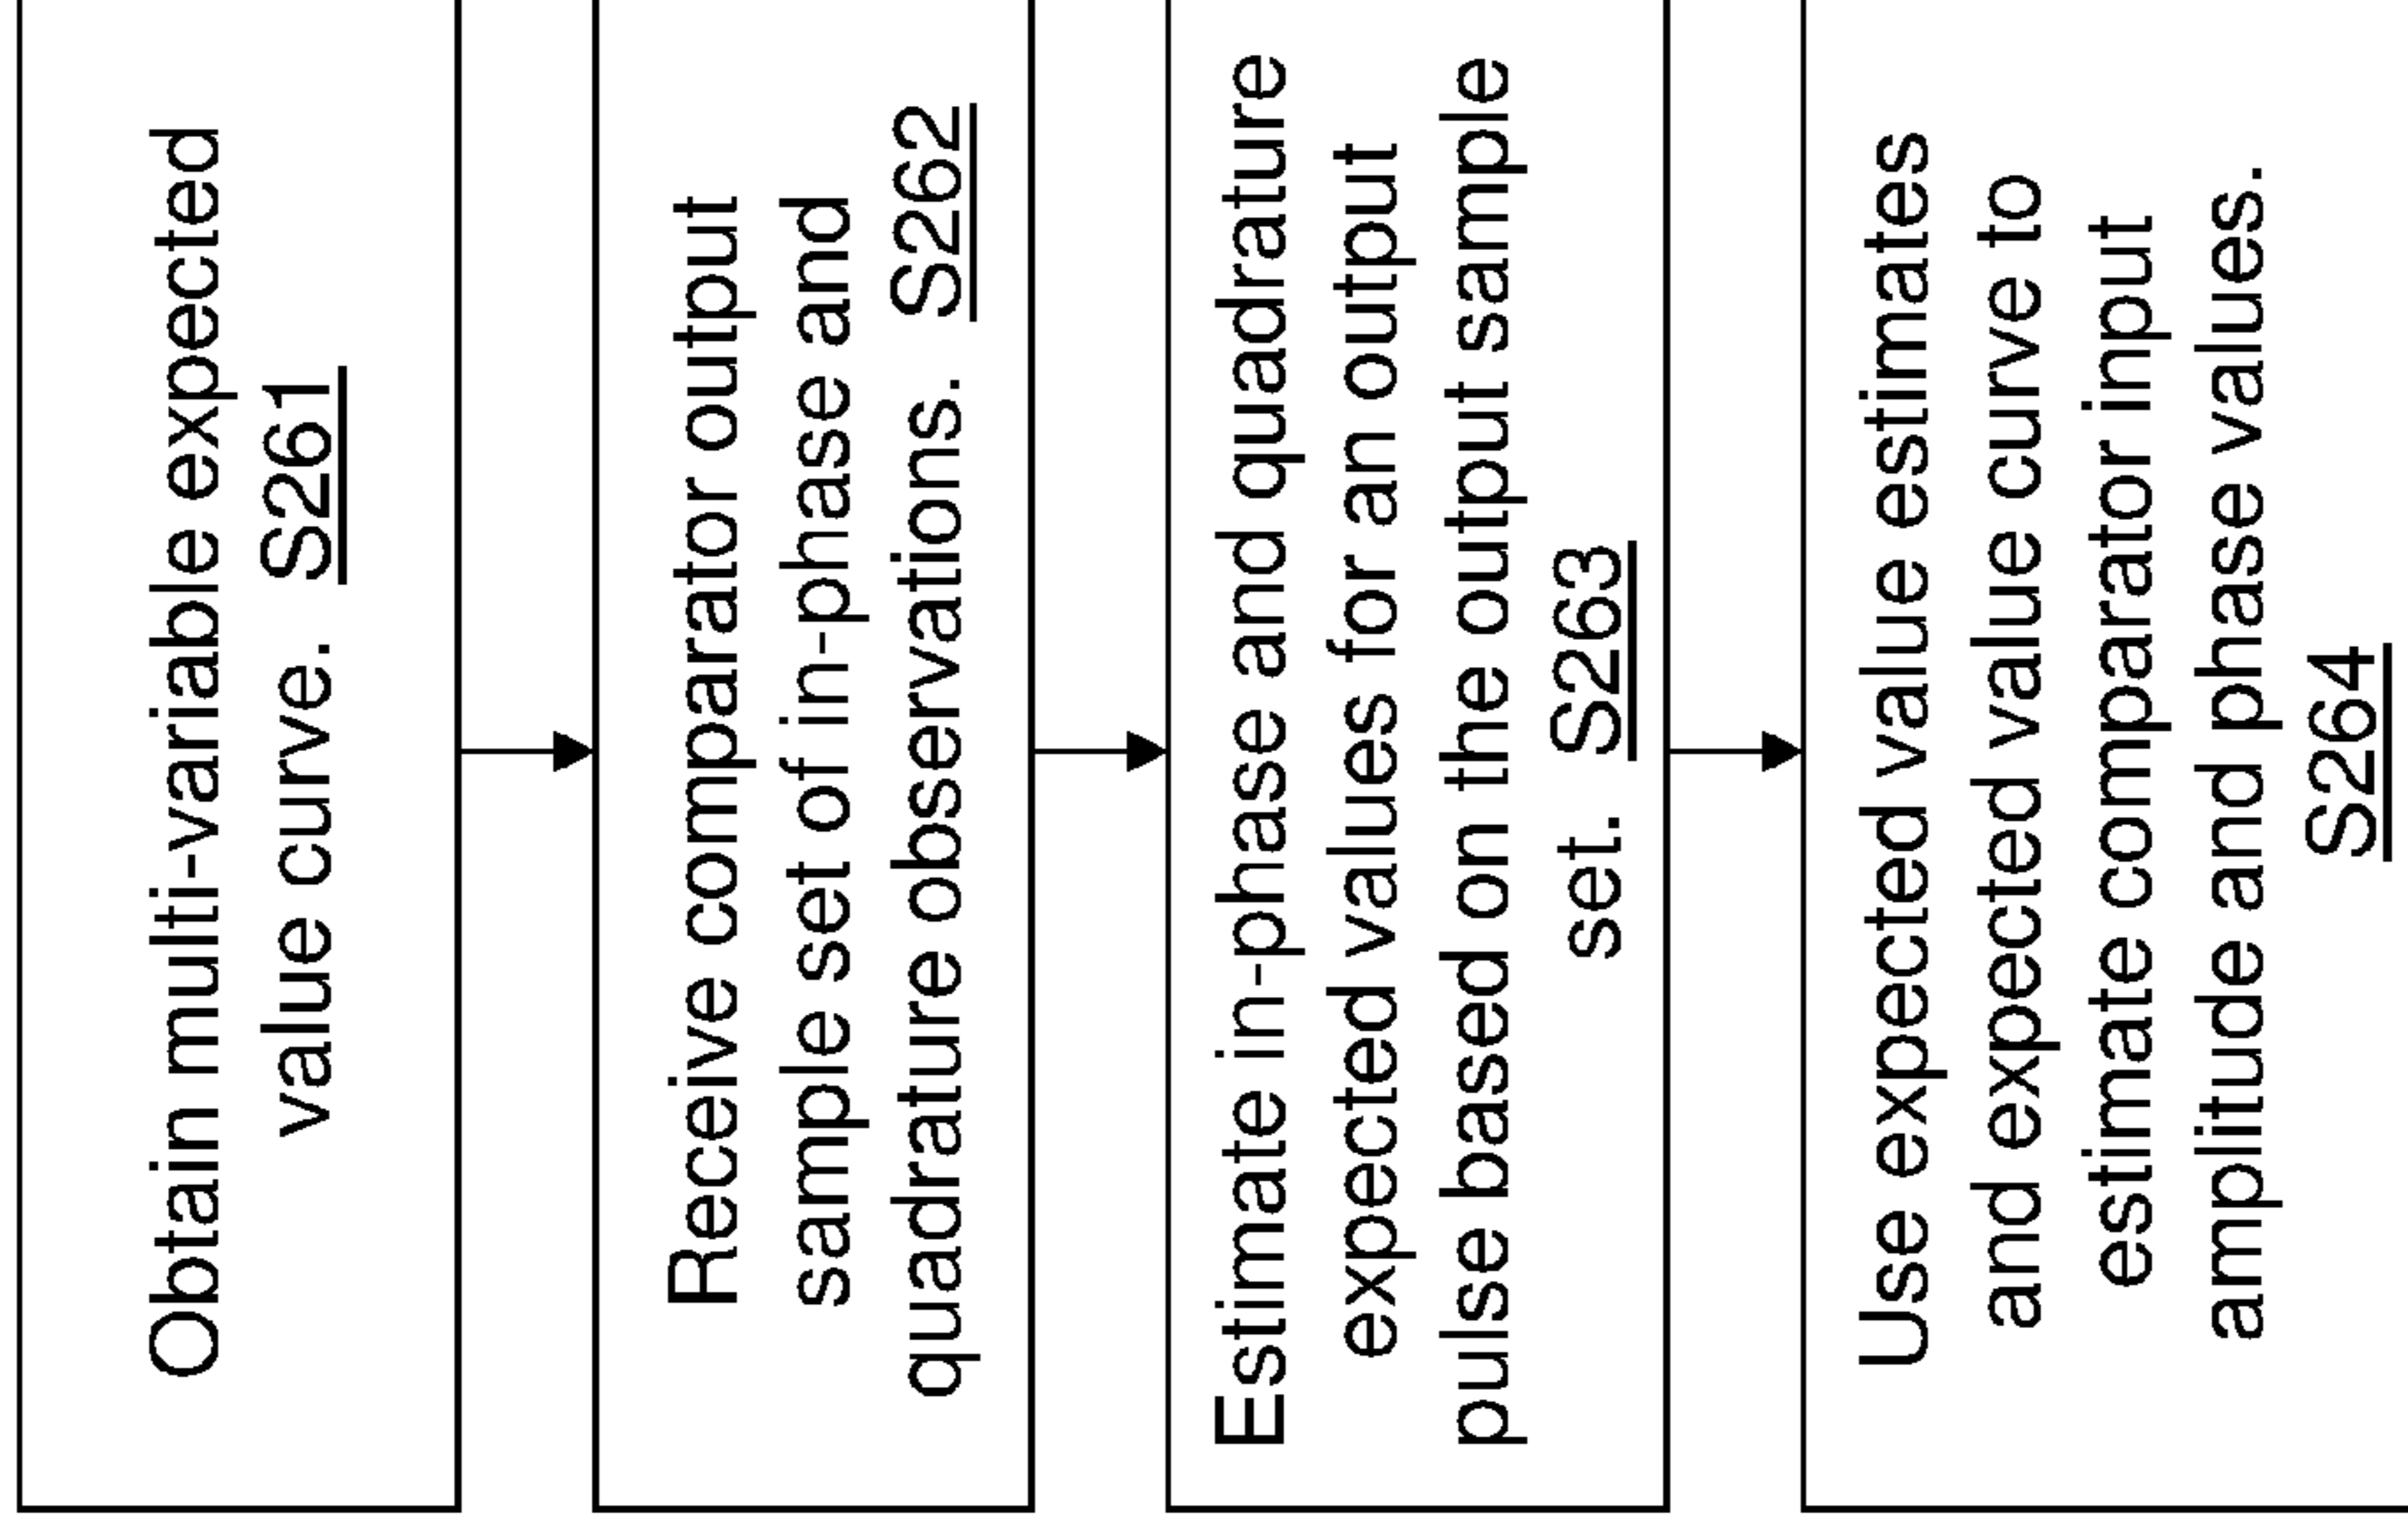 Obtain multi-variable expected
value curve. S261
Receive comparator output
sample set of in-phase and
quadrature observations. S262
Estimate in-phase and quadrature
expected values for an output
pulse based on the output sample
set. S263
Use expected value estimates
and expected value curve to
estimate comparator input
amplitude and phase values.
S264